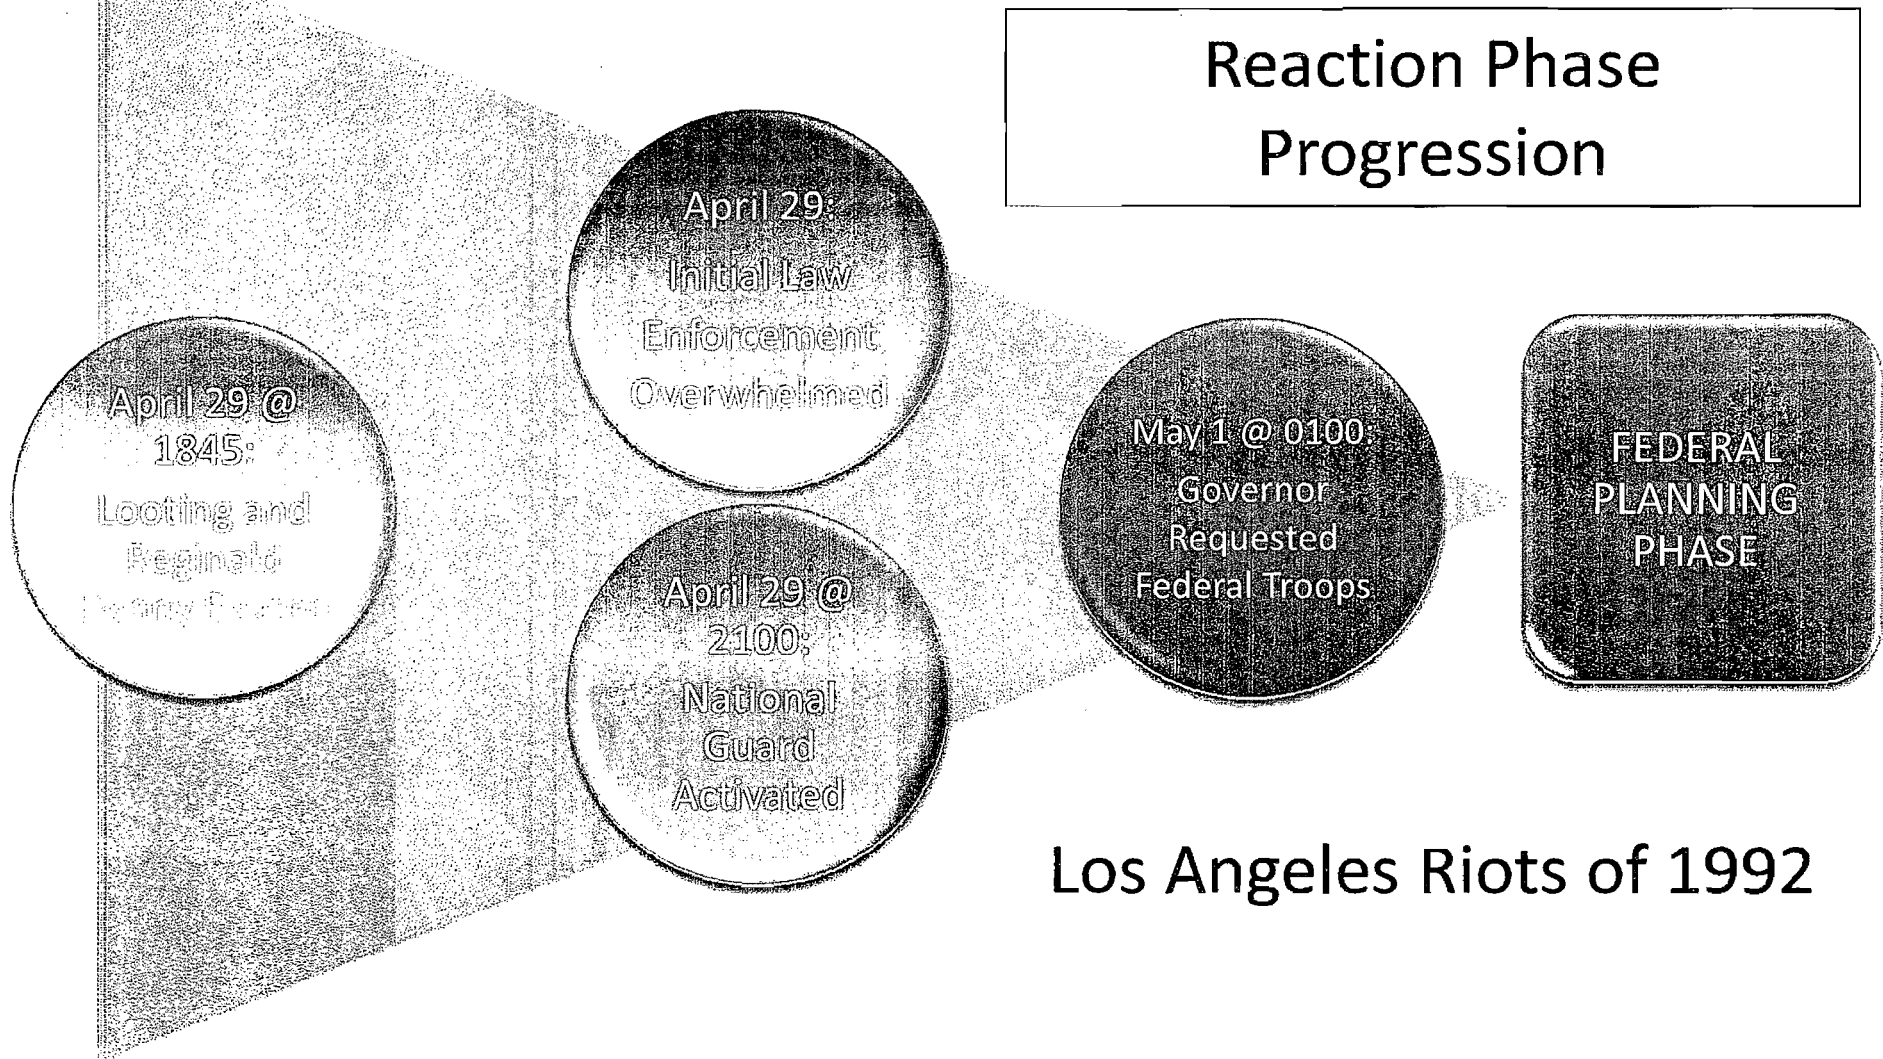 Reaction Phase
Progression
April 29 @
1845:
Looting and
Reginald
Denny
April 29:
Initial Law
Enforcement
Overwhelmed
April 29 @
2100:
National
Guard
Activated
May 1 @ 0100:
Governor
Requested
Federal Troops
FEDERAL
PLANNING
PHASE
Los Angeles Riots of 1992